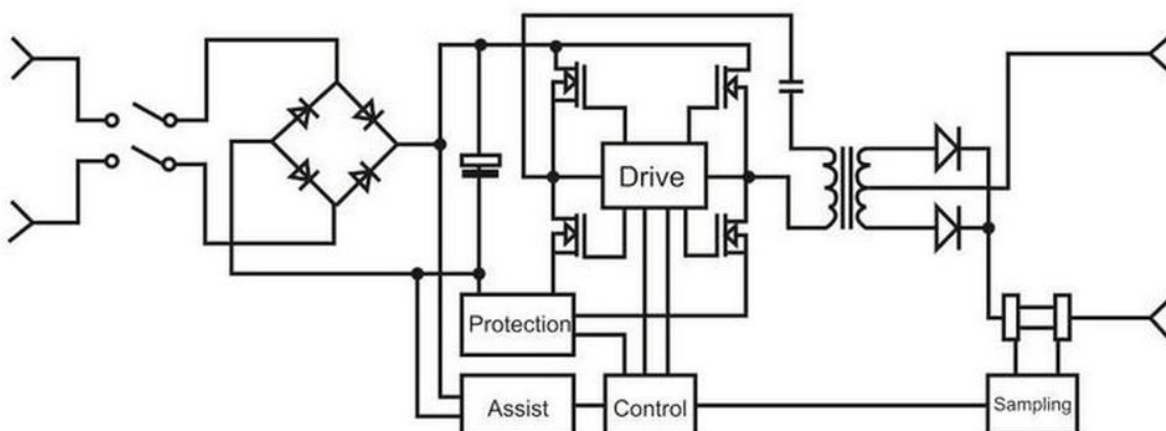 Drive
Protection
Assist
Control
Sampling